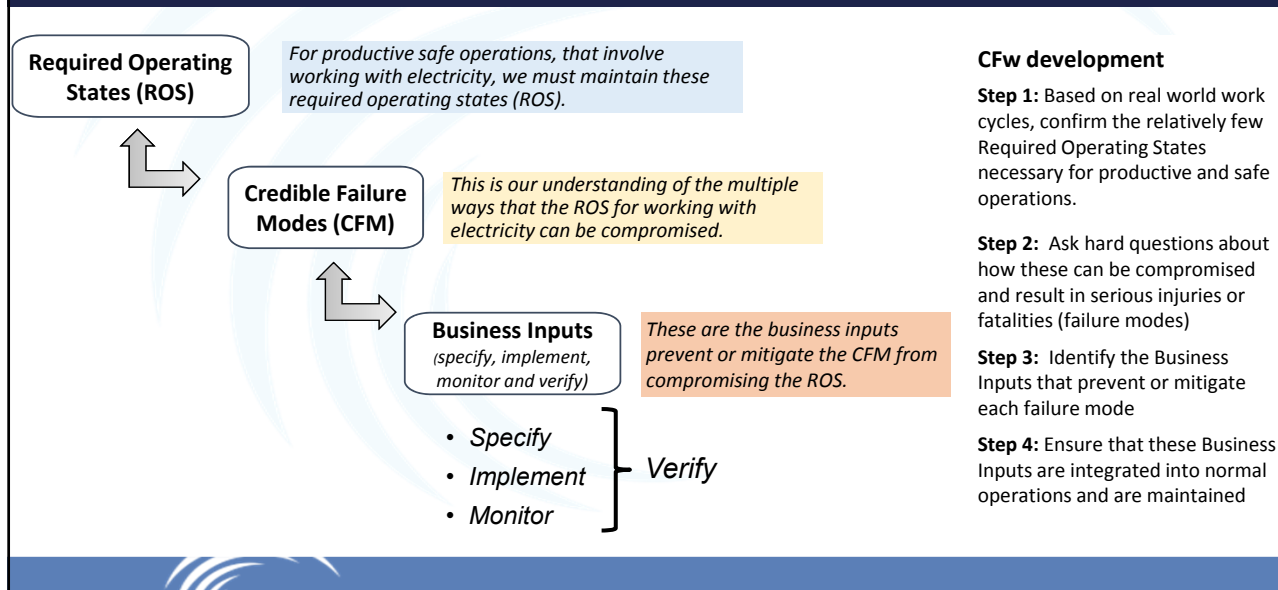 Required Operating
States (ROS)
For productive safe operations, that involve
working with electricity, we must maintain these
required operating states (ROS).
Credible Failure
Modes (CFM)
This is our understanding of the multiple
ways that the ROS for working with
electricity can be compromised.
Business Inputs
(specify, implement,
monitor and verify)
These are the business inputs
prevent or mitigate the CFM from
compromising the ROS.
• Specify
• Implement
• Monitor
Verify
CFw development
Step 1: Based on real world work
cycles, confirm the relatively few
Required Operating States
necessary for productive and safe
operations.
Step 2: Ask hard questions about
how these can be compromised
and result in serious injuries or
fatalities (failure modes)
Step 3: Identify the Business
Inputs that prevent or mitigate
each failure mode
Step 4: Ensure that these Business
Inputs are integrated into normal
operations and are maintained